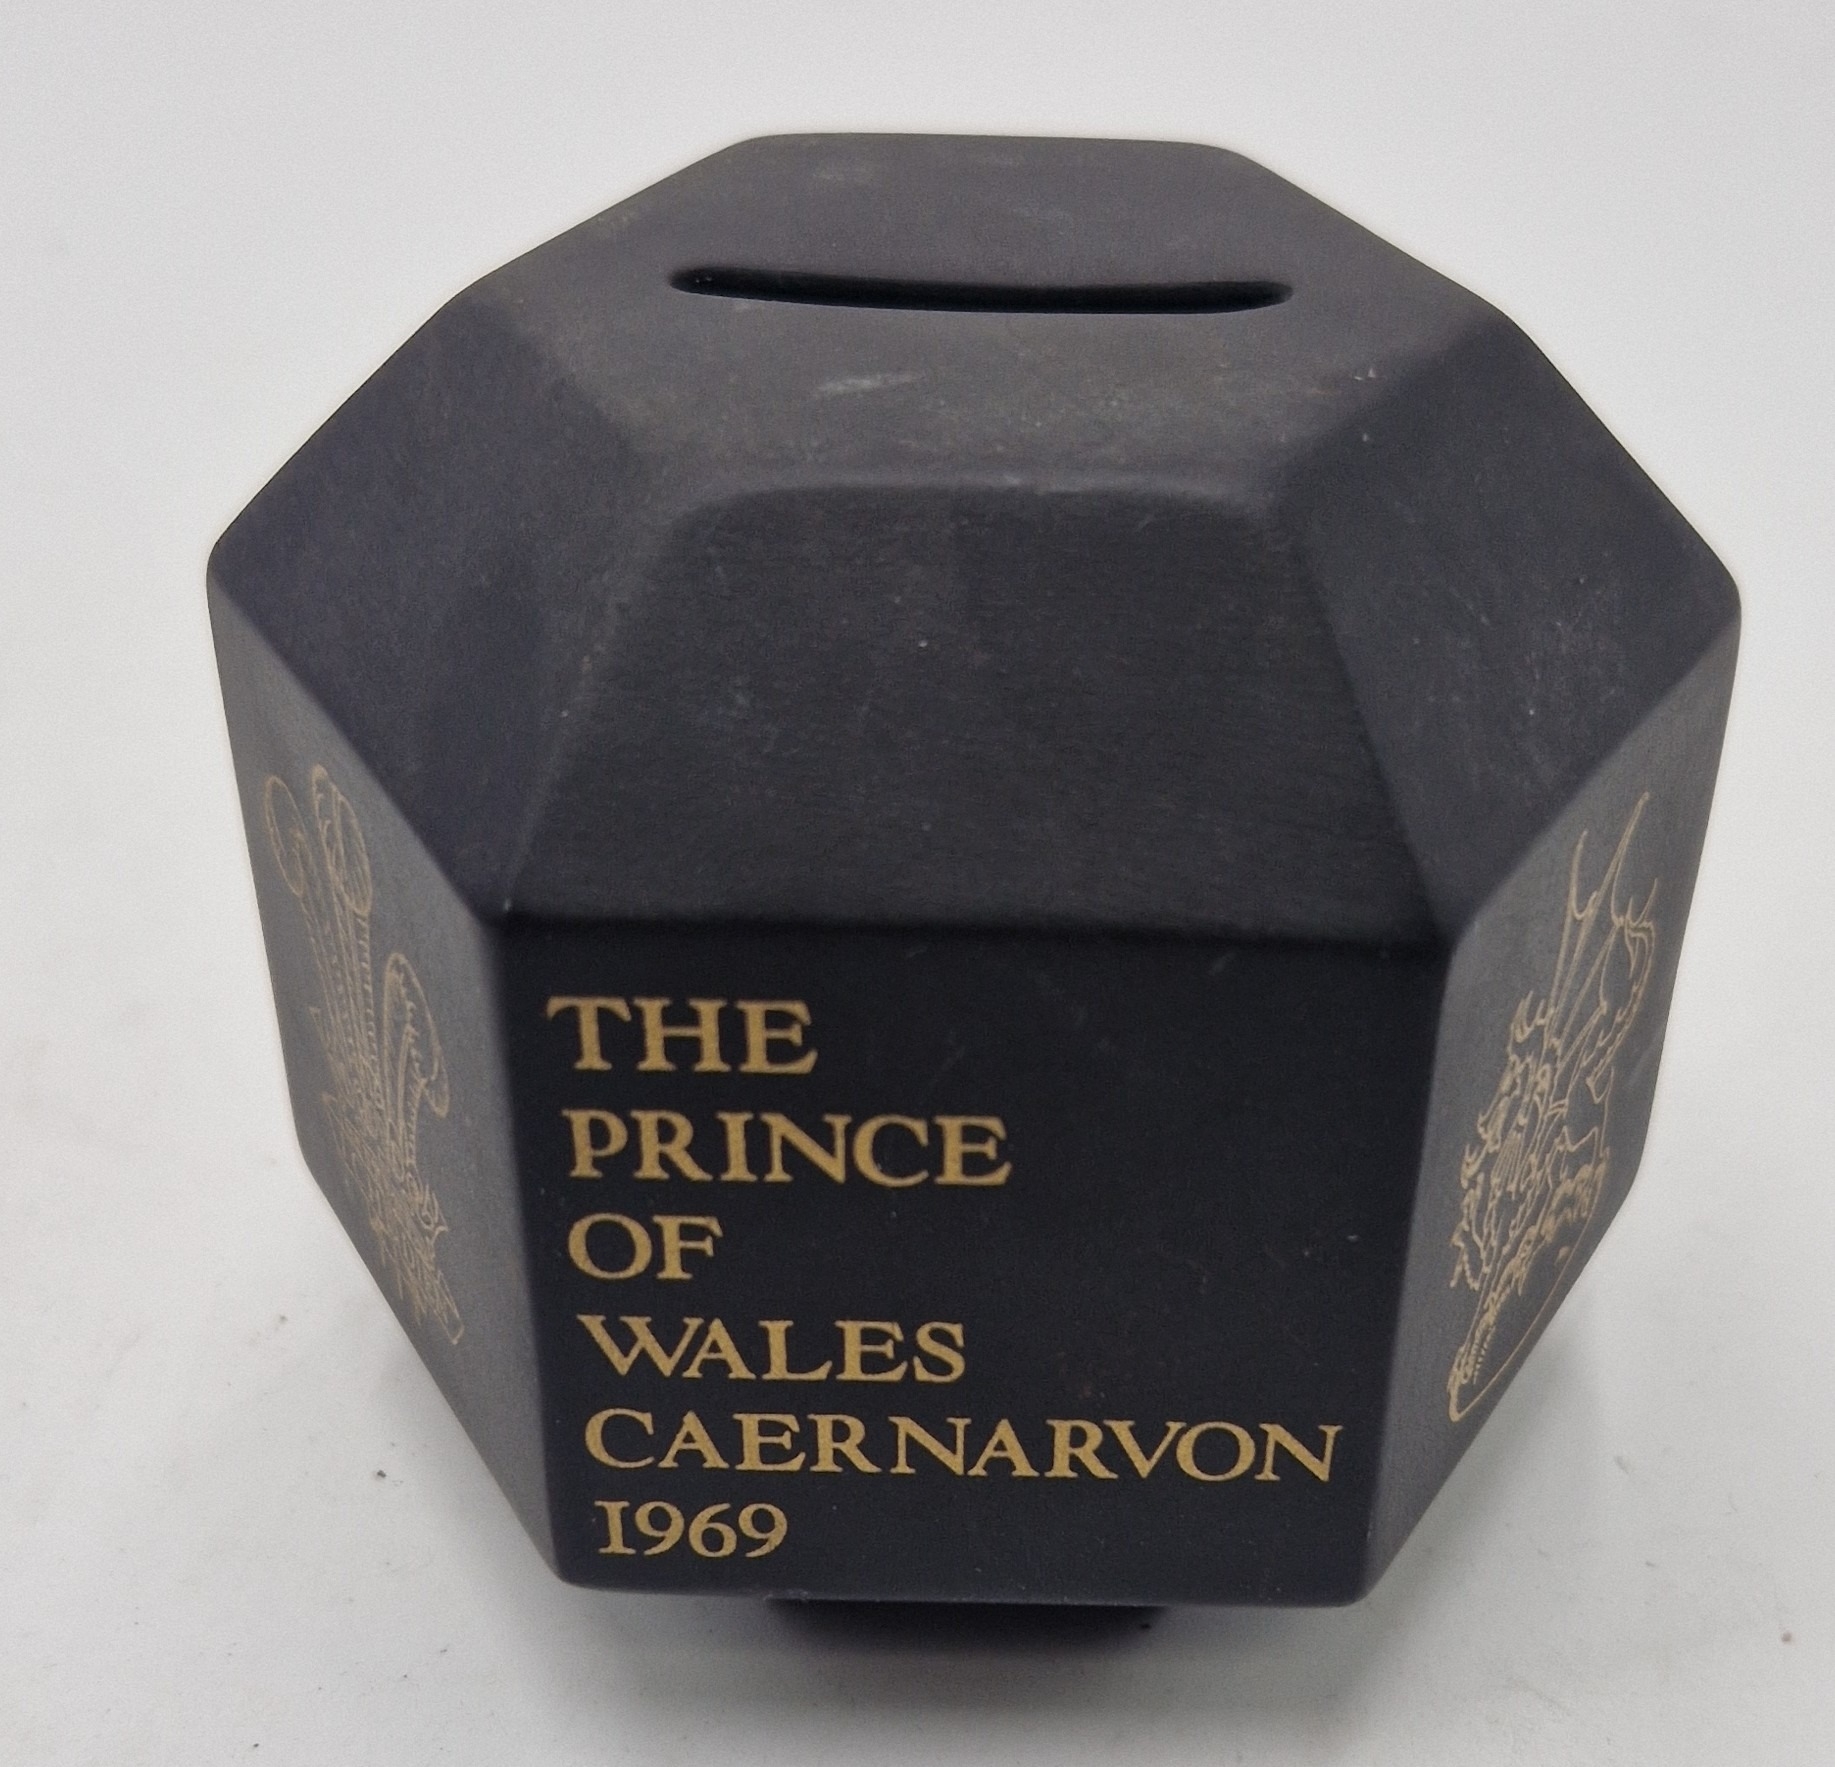 THE
PRINCE
OF
WALES
CAERNARVON
1969